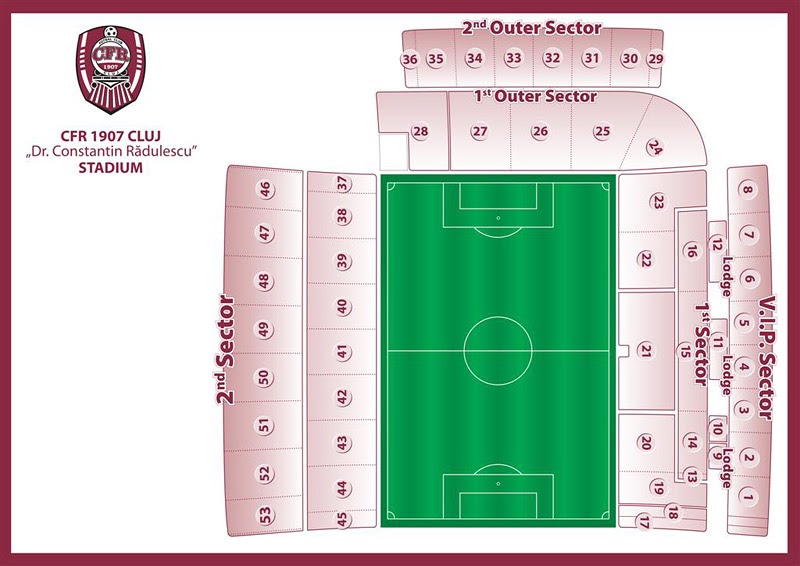 CFR
1907
CFR 1907 CLUJ
„Dr. Constantin Rădulescu”
STADIUM
2nd Outer Sector
36 35 34 33 32 31 30 29
1st Outer Sector
28 27 26 25 24
46 47 48 49 50 51 52 53
2nd Sector
37 38 39 40 41 42 43 44 45
23 22 21 20 19 18 17
16 15 14 13
1st Sector
12 Lodge
11 Lodge
10 9 Lodge
8 7 6 5 4 3 2 1
V.I.P. Sector